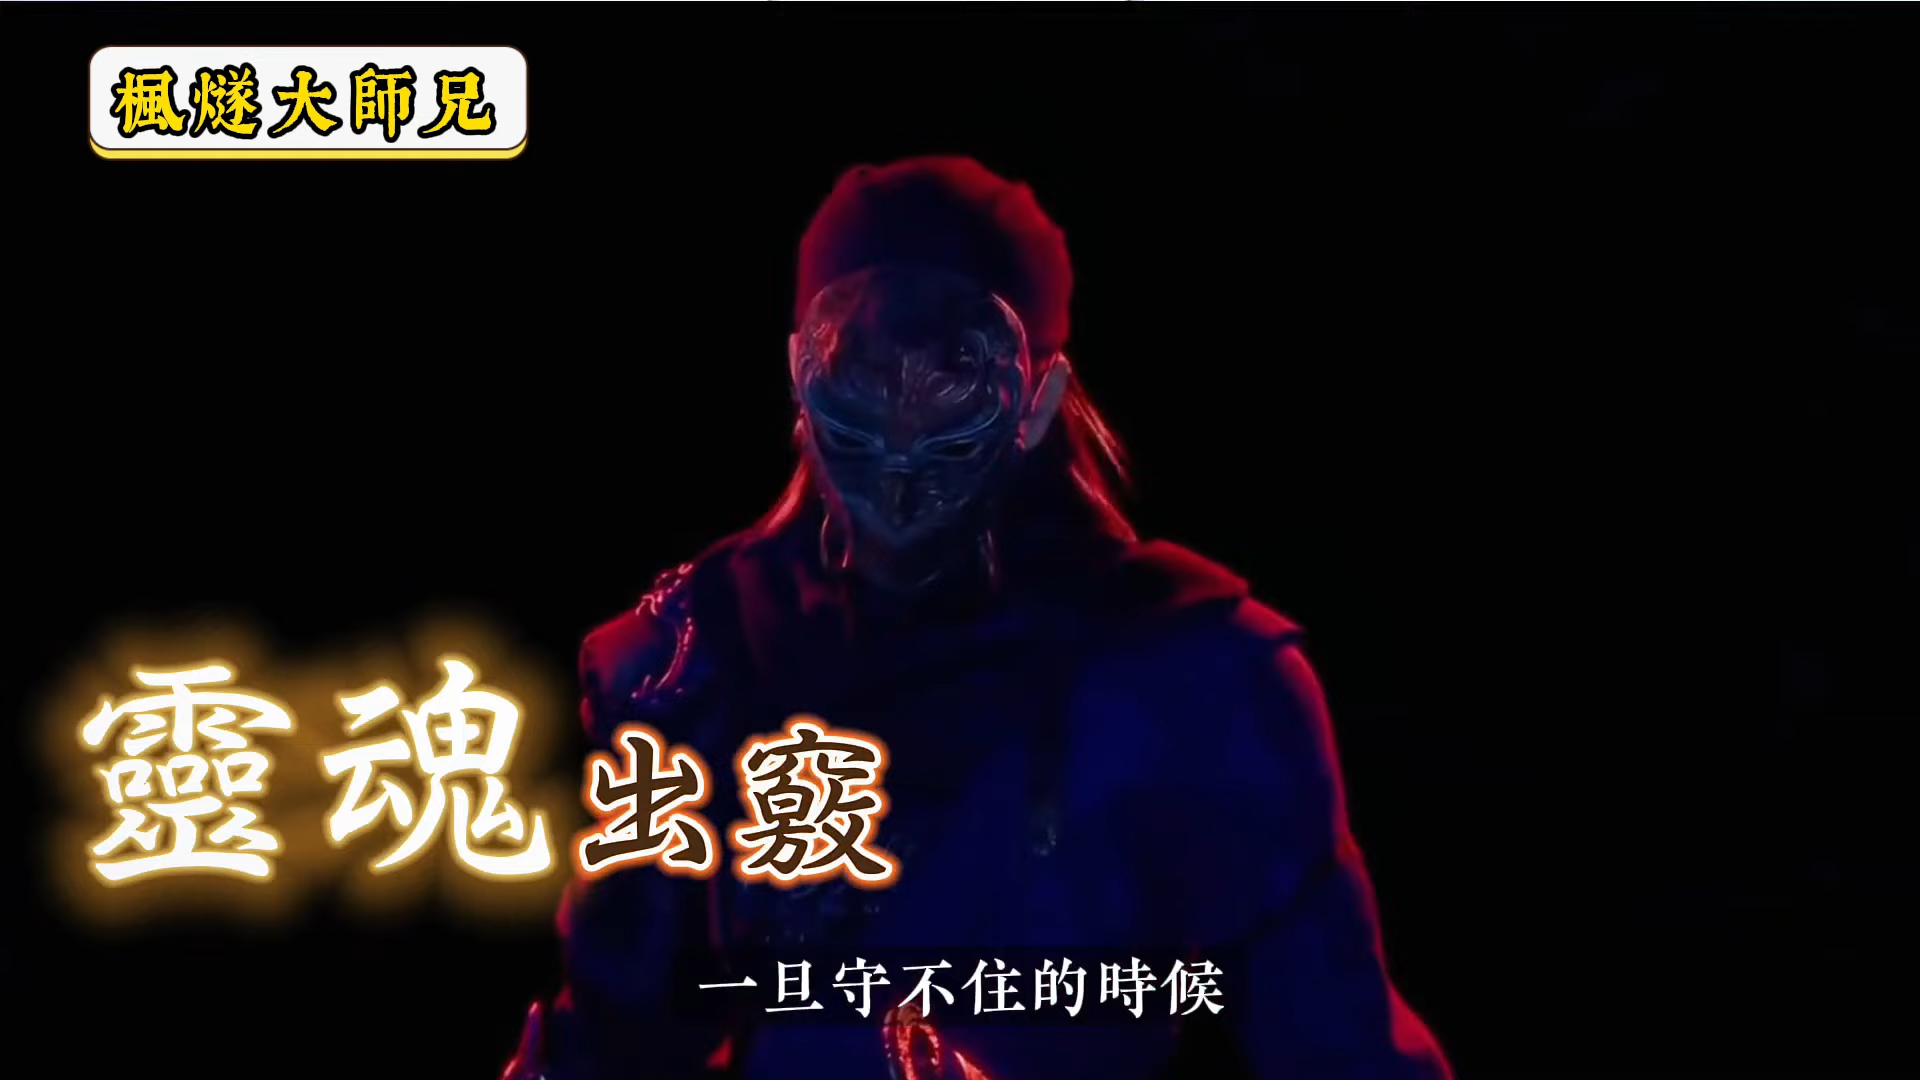 楓燧大師兄
靈魂出竅
一旦守不住的時候